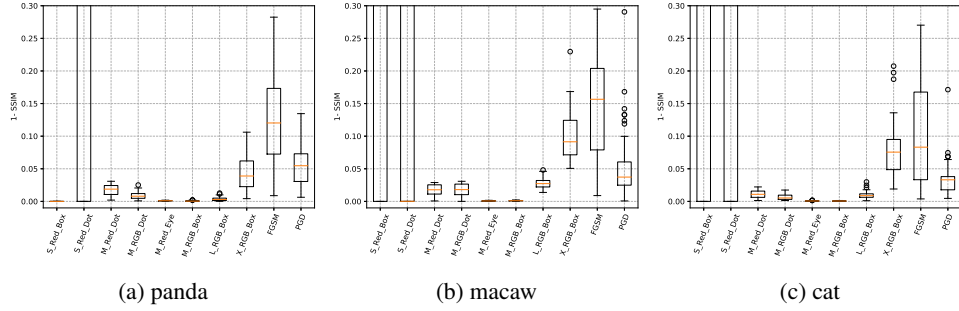 0.30
0.25
0.20
0.15
0.10
0.05
0.00
1- SSIM
S_Red_Box
S_Red_Dot
M_Red_Dot
M_RGB_Dot
M_Red_Eye
M_RGB_Box
L_RGB_Box
X_RGB_Box
FGSM
PGD
(a) panda
0.30
0.25
0.20
0.15
0.10
0.05
0.00
1- SSIM
S_Red_Box
S_Red_Dot
M_Red_Dot
M_RGB_Dot
M_Red_Eye
M_RGB_Box
L_RGB_Box
X_RGB_Box
FGSM
PGD
(b) macaw
0.30
0.25
0.20
0.15
0.10
0.05
0.00
1- SSIM
S_Red_Box
S_Red_Dot
M_Red_Dot
M_RGB_Dot
M_Red_Eye
M_RGB_Box
L_RGB_Box
X_RGB_Box
FGSM
PGD
(c) cat